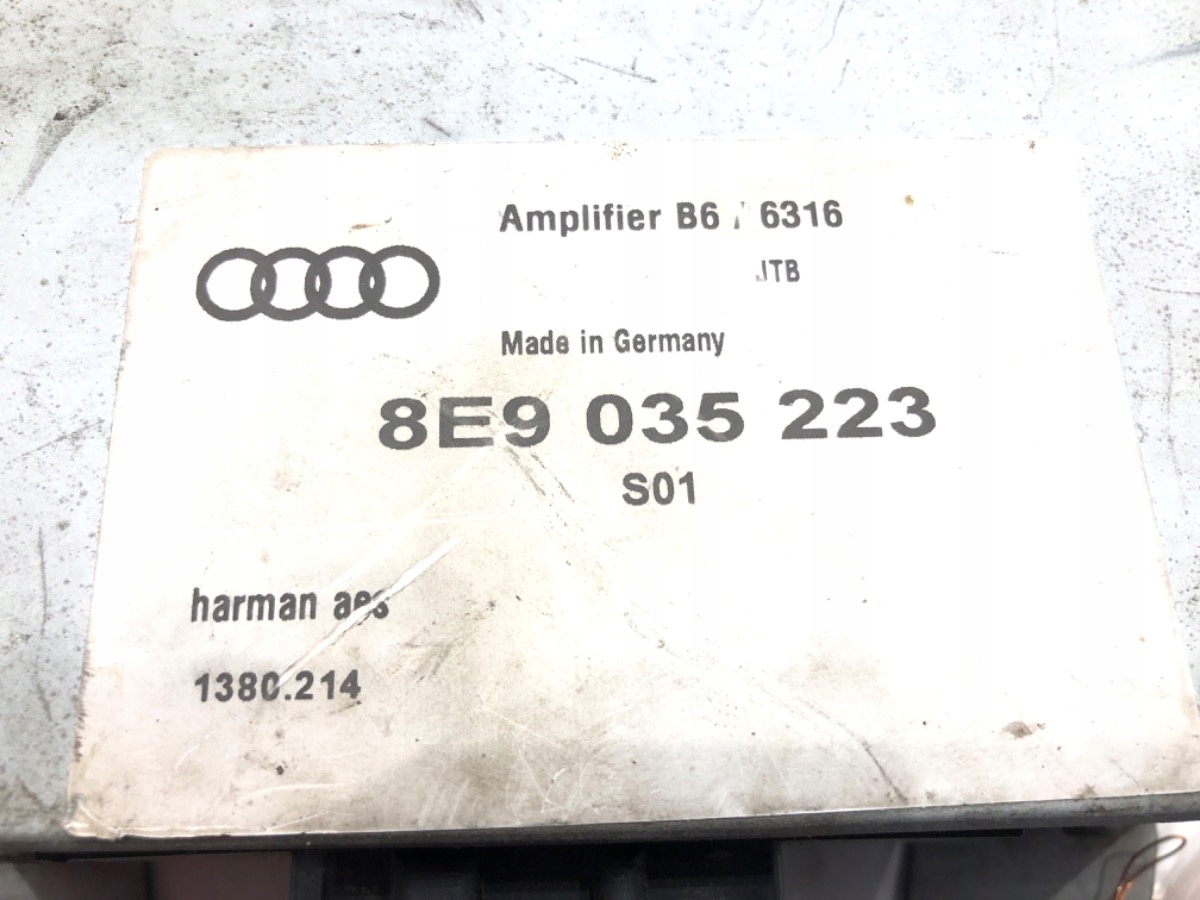 Amplifier B6 / 6316
JTB
Made in Germany
8E9 035 223
S01
harman aes
1380.214